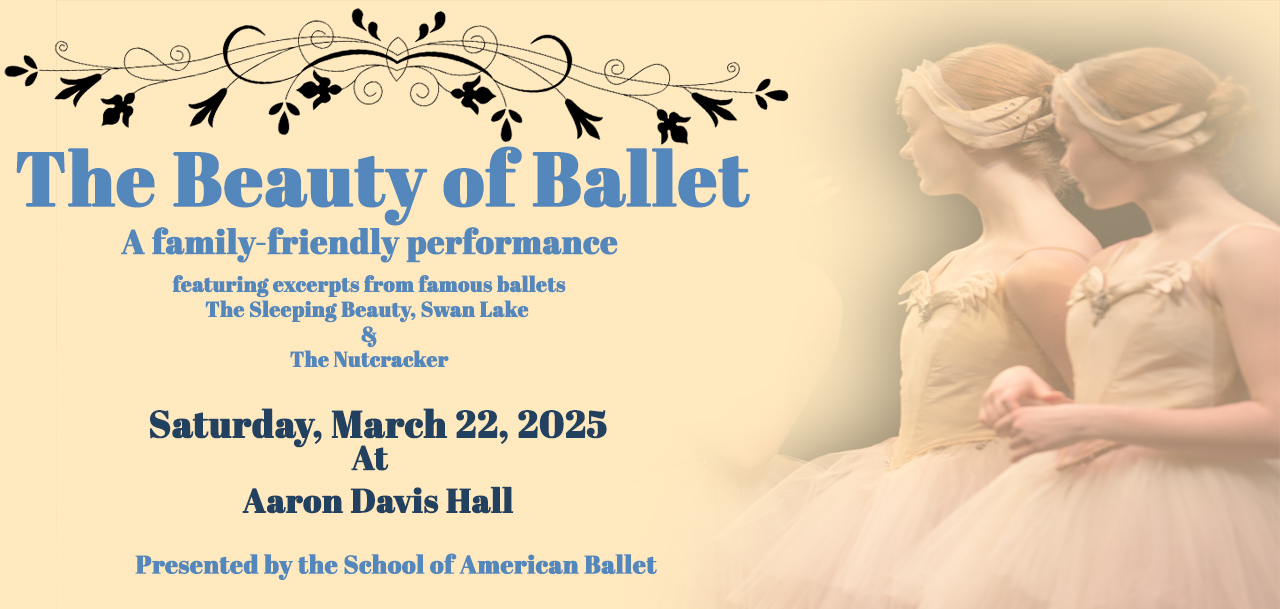 The Beauty of Ballet
A family-friendly performance
featuring excerpts from famous ballets
The Sleeping Beauty, Swan Lake
&
The Nutcracker
Saturday, March 22, 2025
At
Aaron Davis Hall
Presented by the School of American Ballet